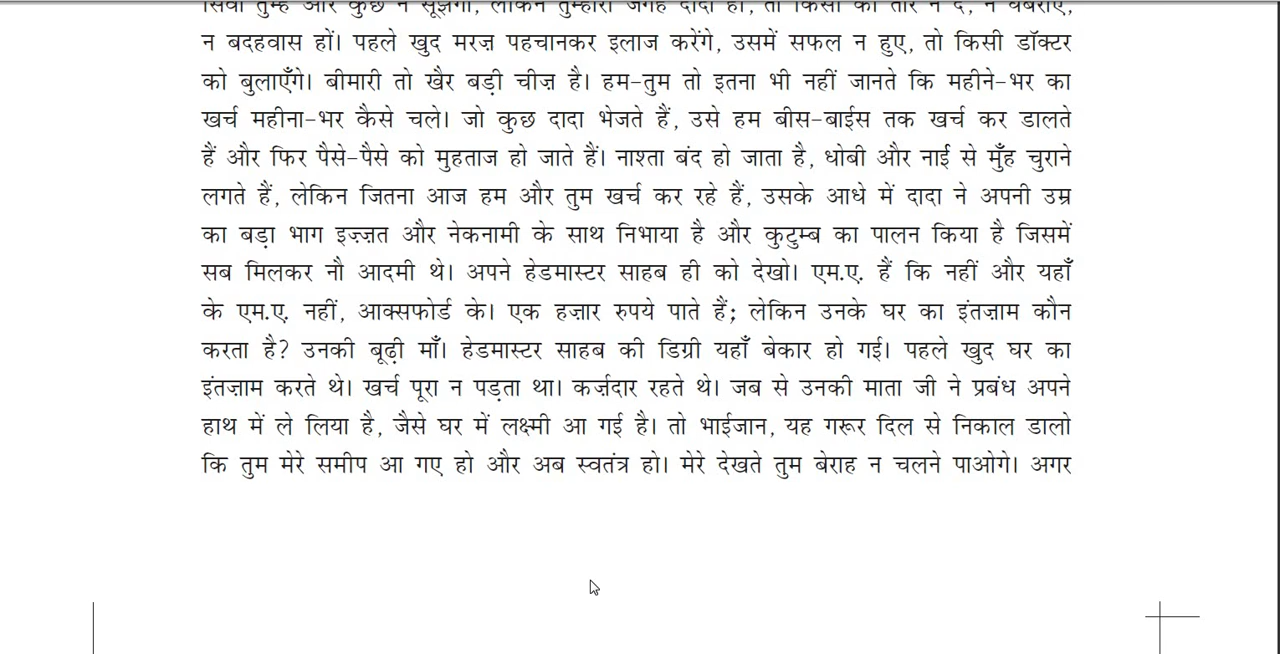 सिवा तुम्हें और कुछ न सूझेगा, लेकिन तुम्हारी जगह दादा हों, तो किसी को तार न दें, न घबराएँ,
न बदहवास हों। पहले खुद मरज़ पहचानकर इलाज करेंगे, उसमें सफल न हुए, तो किसी डॉक्टर
को बुलाएँगे। बीमारी तो खैर बड़ी चीज़ है। हम-तुम तो इतना भी नहीं जानते कि महीने-भर का
खर्च महीना-भर कैसे चले। जो कुछ दादा भेजते हैं, उसे हम बीस-बाईस तक खर्च कर डालते
हैं और फिर पैसे-पैसे को मुहताज हो जाते हैं। नाश्ता बंद हो जाता है, धोबी और नाई से मुँह चुराने
लगते हैं, लेकिन जितना आज हम और तुम खर्च कर रहे हैं, उसके आधे में दादा ने अपनी उम्र
का बड़ा भाग इज़्ज़त और नेकनामी के साथ निभाया है और कुटुम्ब का पालन किया है जिसमें
सब मिलकर नौ आदमी थे। अपने हेडमास्टर साहब ही को देखो। एम.ए. हैं कि नहीं और यहाँ
के एम.ए. नहीं, आक्सफोर्ड के। एक हज़ार रुपये पाते हैं; लेकिन उनके घर का इंतज़ाम कौन
करता है? उनकी बूढ़ी माँ। हेडमास्टर साहब की डिग्री यहाँ बेकार हो गई। पहले खुद घर का
इंतज़ाम करते थे। खर्च पूरा न पड़ता था। कर्ज़दार रहते थे। जब से उनकी माता जी ने प्रबंध अपने
हाथ में ले लिया है, जैसे घर में लक्ष्मी आ गई है। तो भाईजान, यह गरूर दिल से निकाल डालो
कि तुम मेरे समीप आ गए हो और अब स्वतंत्र हो। मेरे देखते तुम बेराह न चलने पाओगे। अगर